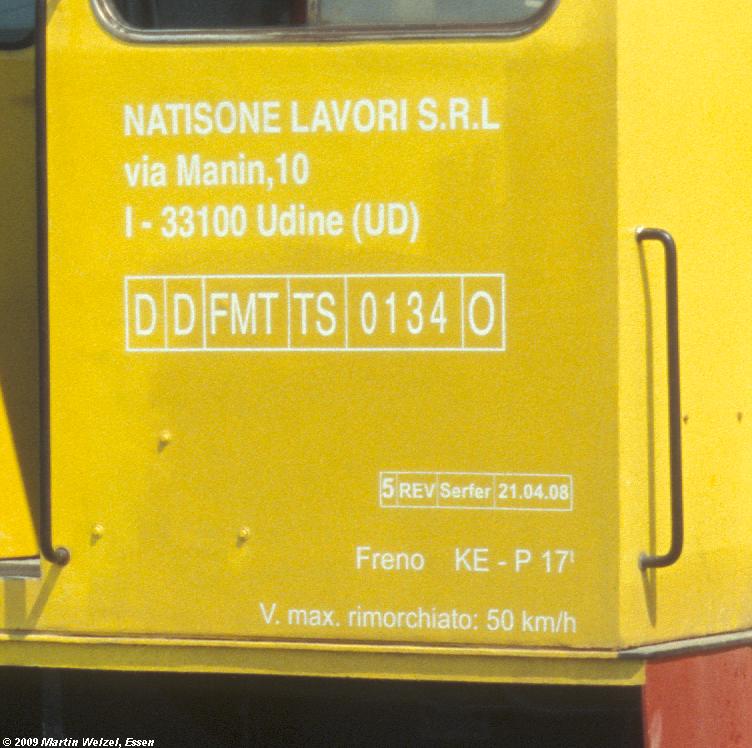 NATISONE LAVORI S.R.L
via Manin,10
I - 33100 Udine (UD)
D D FMT TS 0134 O
5 REV Serfer 21.04.08
Freno KE - P 17t
V. max. rimorchiato: 50 km/h
© 2009 Martin Welzel, Essen